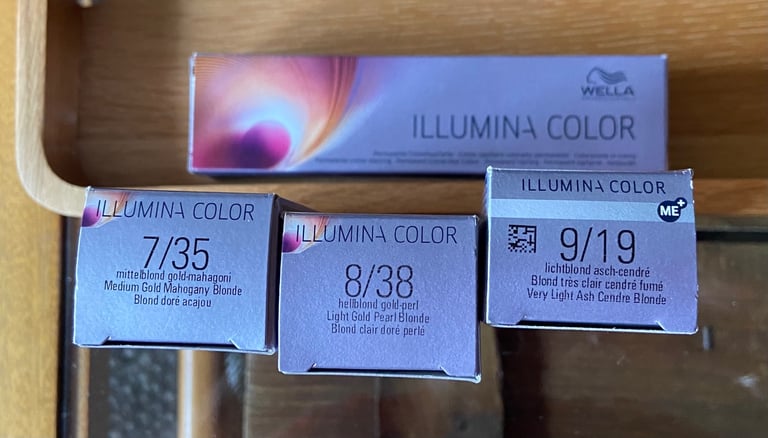 WELLA
ILLUMINA COLOR
ILLUMINA COLOR
7/35
mittelblond gold-mahagoni
Medium Gold Mahogany Blonde
Blond doré acajou
ILLUMINA COLOR
8/38
hellblond gold-perl
Light Gold Pearl Blonde
Blond clair doré perlé
ILLUMINA COLOR
ME+
9/19
lichtblond asch-cendré
Blond très clair cendré fumé
Very Light Ash Cendre Blonde